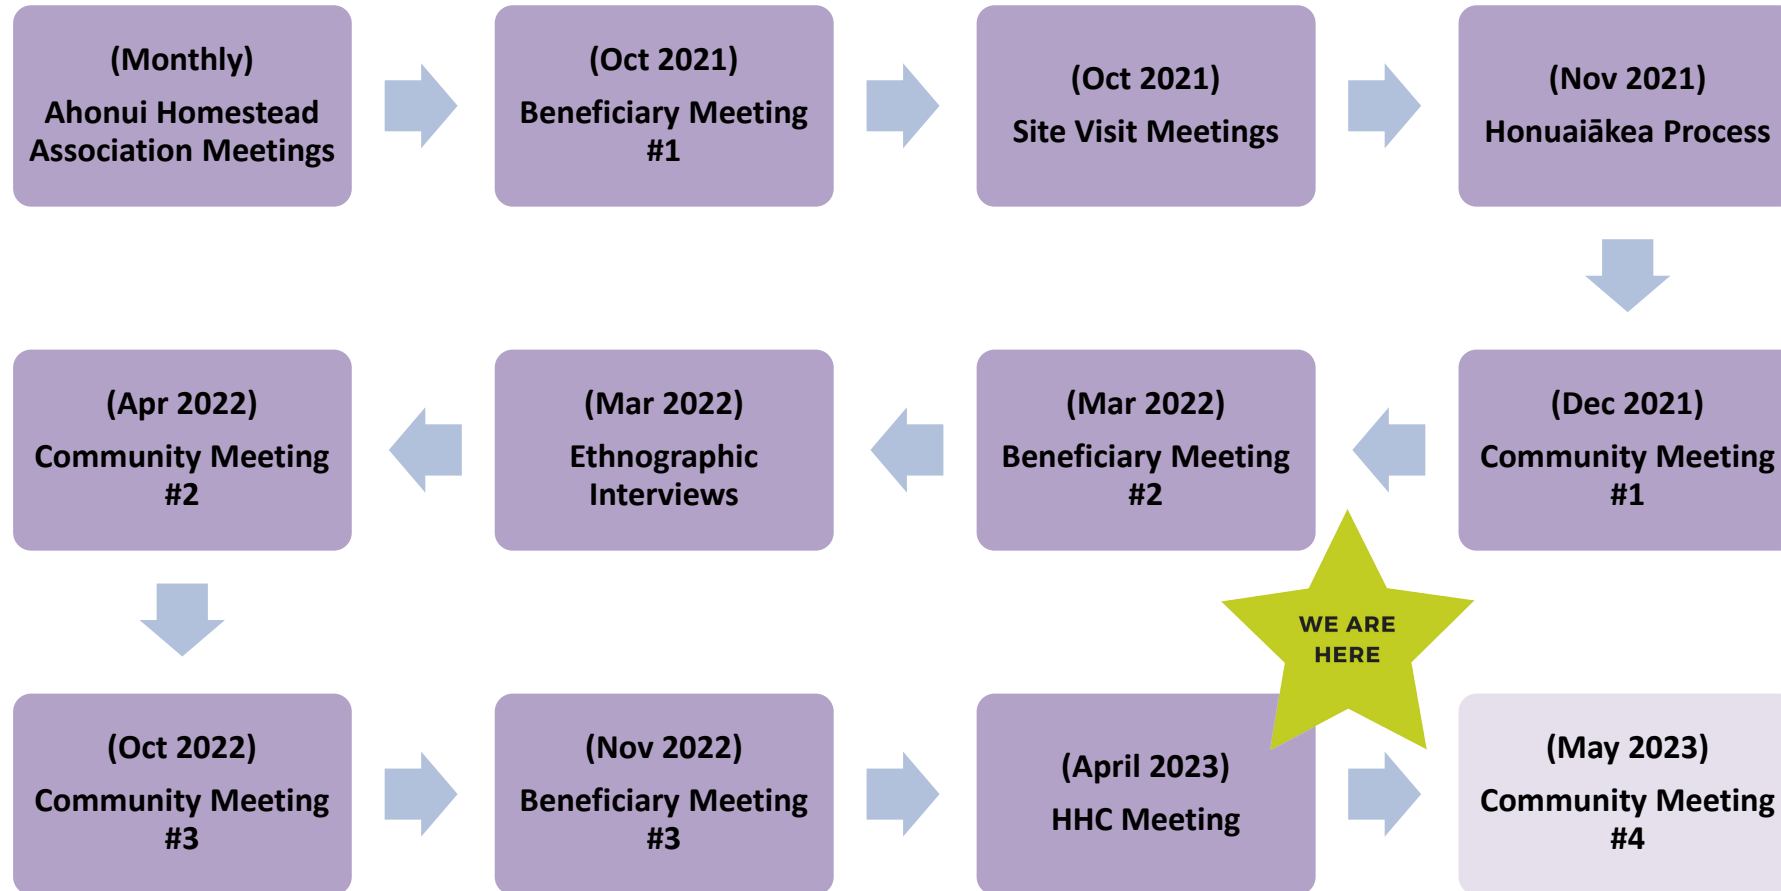 (Monthly)
Ahonui Homestead
Association Meetings
(Oct 2021)
Beneficiary Meeting
#1
(Oct 2021)
Site Visit Meetings
(Nov 2021)
Honuaiākea Process
(Dec 2021)
Community Meeting
#1
(Mar 2022)
Beneficiary Meeting
#2
(Mar 2022)
Ethnographic
Interviews
(Apr 2022)
Community Meeting
#2
(Oct 2022)
Community Meeting
#3
(Nov 2022)
Beneficiary Meeting
#3
(April 2023)
HHC Meeting
WE ARE
HERE
(May 2023)
Community Meeting
#4